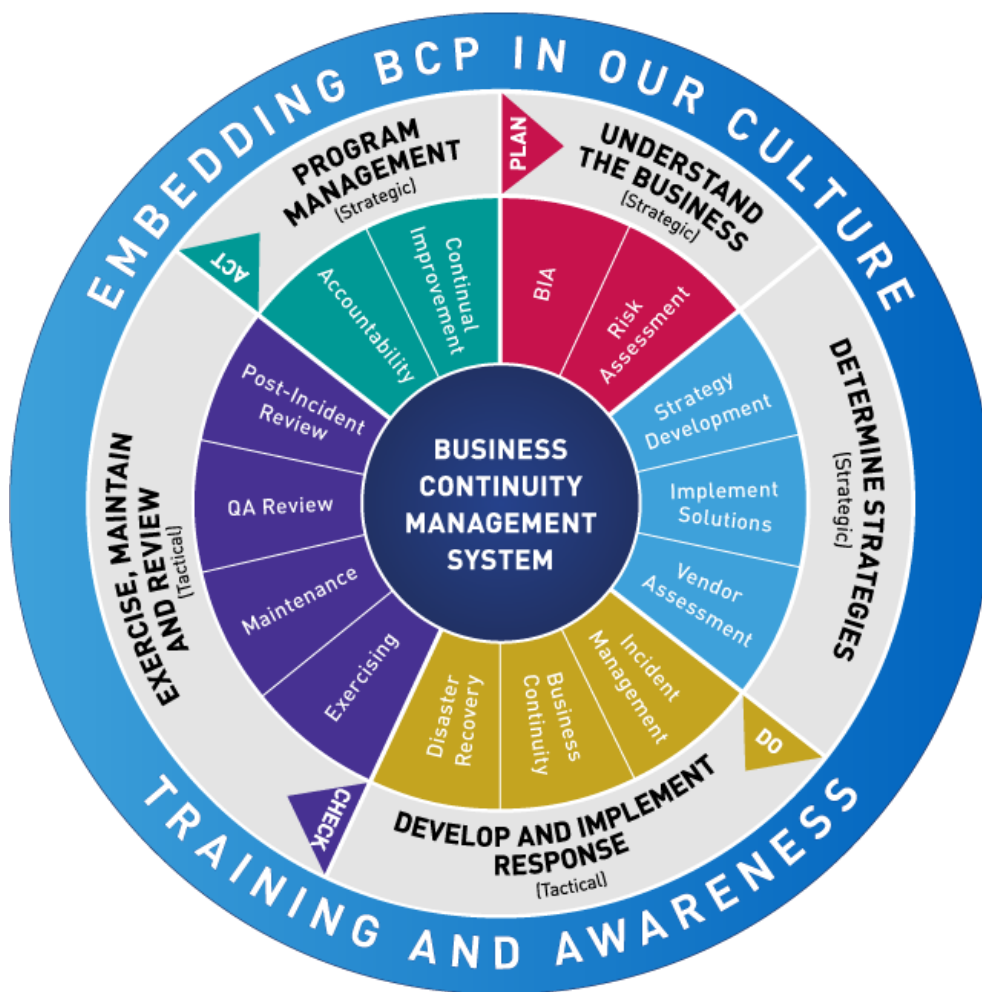 EMBEDDING BCP IN OUR CULTURE
PLAN
UNDERSTAND
THE BUSINESS
(Strategic)
BIA
Risk
Assessment
DETERMINE STRATEGIES
(Strategic)
Strategy
Development
Implement
Solutions
Vendor
Assessment
DO
DEVELOP AND IMPLEMENT
RESPONSE
(Tactical)
Incident
Management
Business
Continuity
Disaster
Recovery
CHECK
EXERCISE, MAINTAIN
AND REVIEW
(Tactical)
Exercising
Maintenance
QA Review
Post-Incident
Review
ACT
PROGRAM
MANAGEMENT
(Strategic)
Accountability
Continual
Improvement
BUSINESS
CONTINUITY
MANAGEMENT
SYSTEM
TRAINING AND AWARENESS